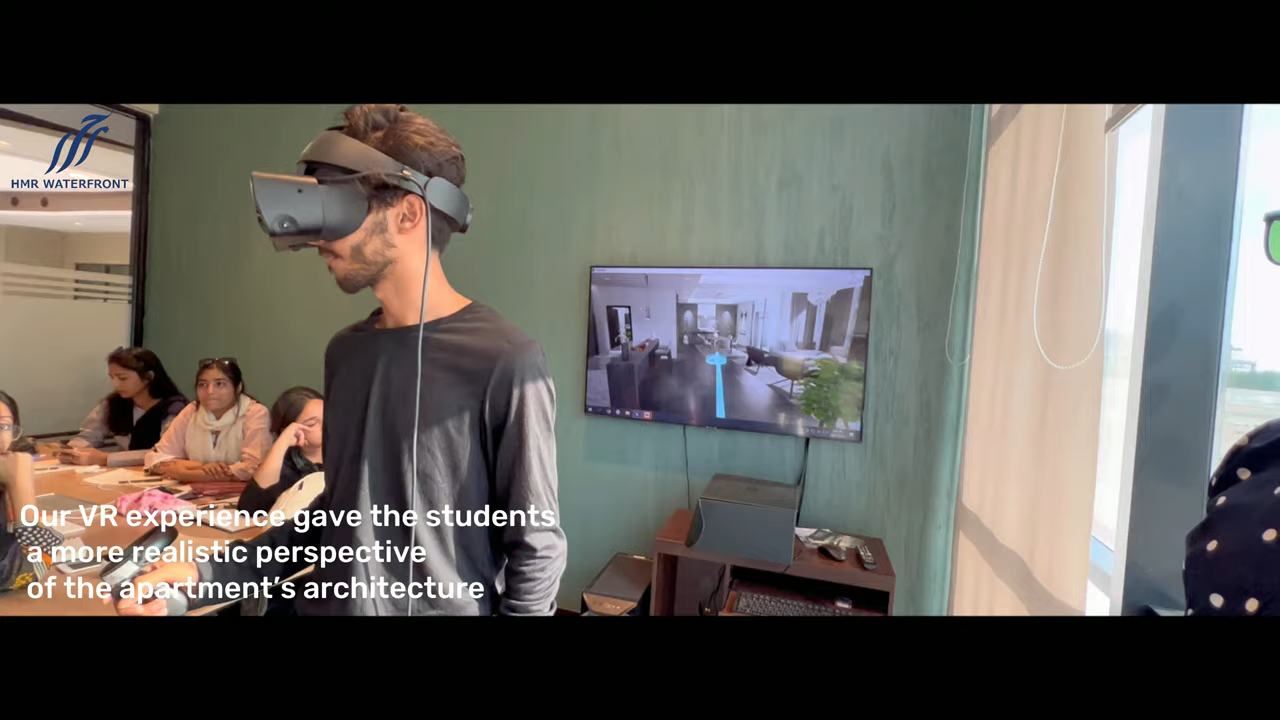 HMR WATERFRONT
Our VR experience gave the students
a more realistic perspective
of the apartment's architecture